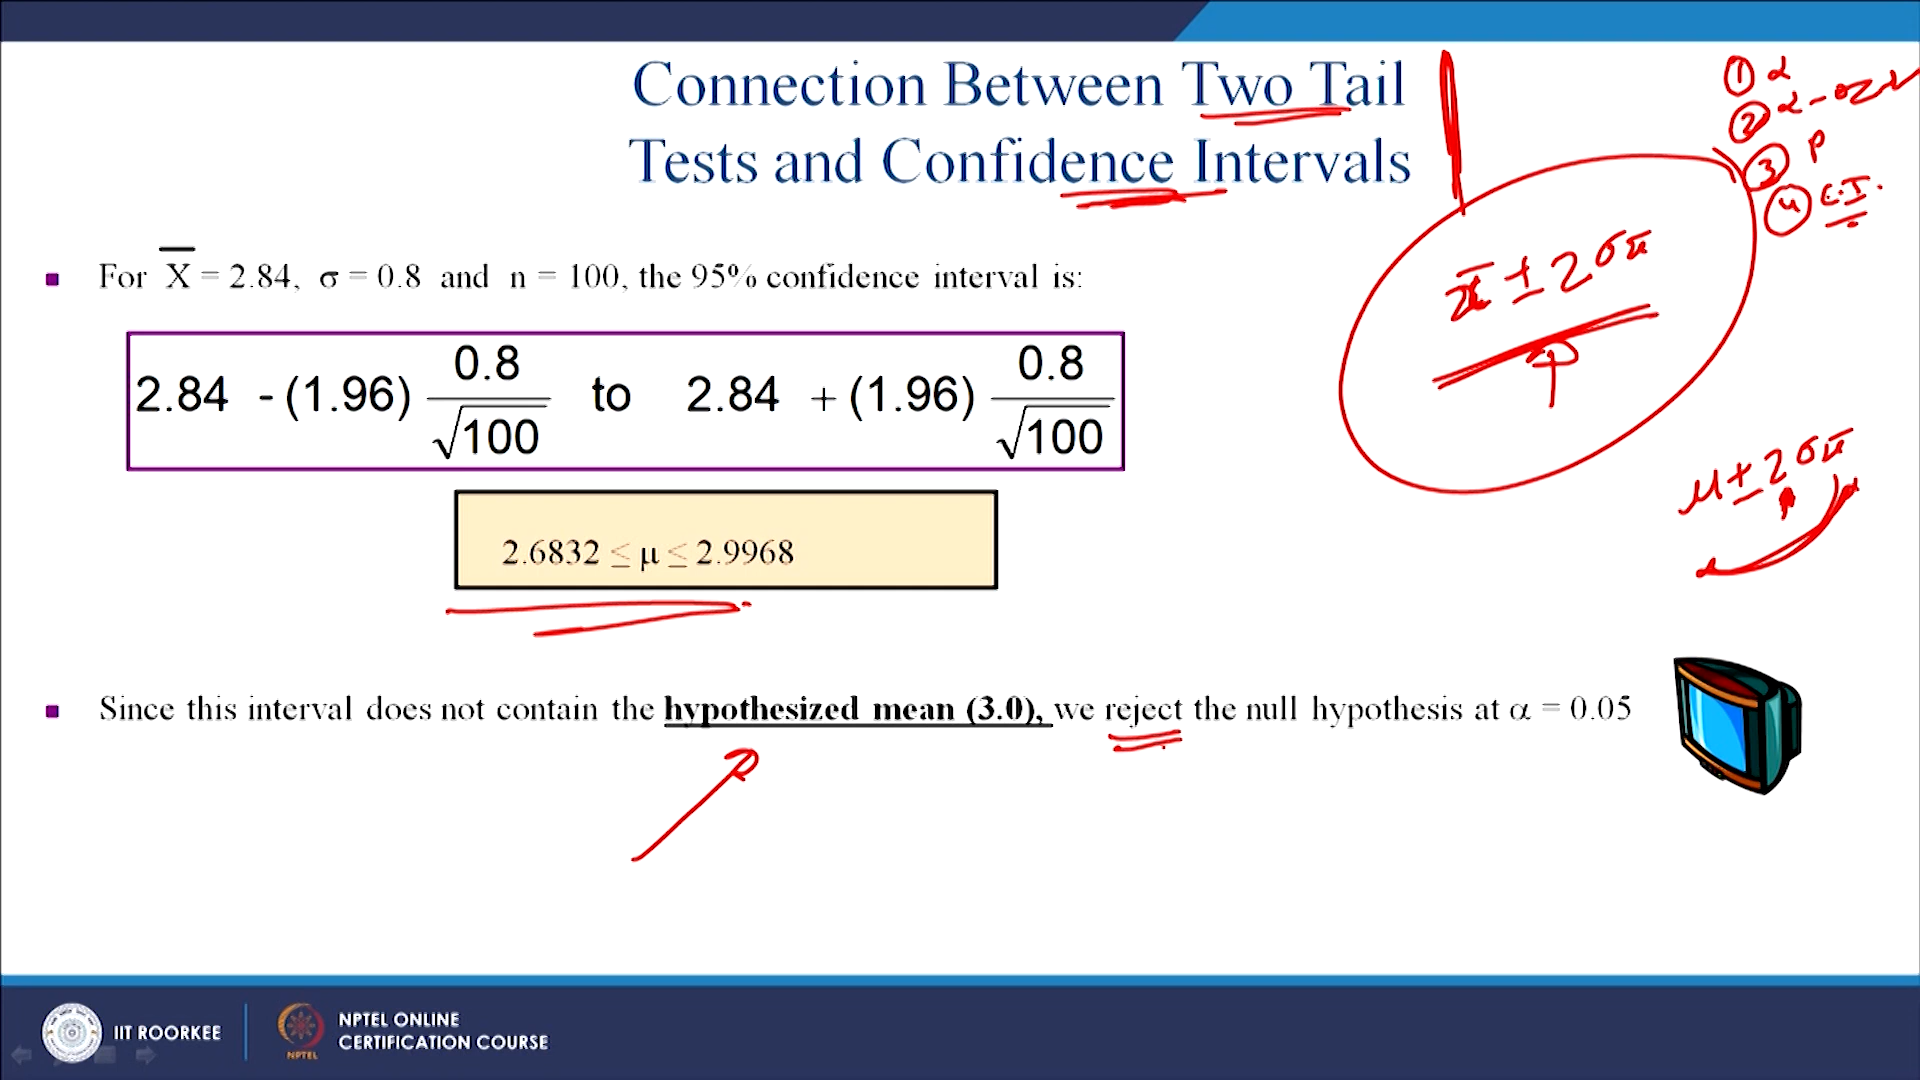 Connection Between Two Tail
Tests and Confidence Intervals
① α
② α -
③ P
④ C.I.
x̄ ± 2σx̄
μ ± 2σx̄
▪ For X̄ = 2.84, σ = 0.8 and n = 100, the 95% confidence interval is:
2.84 - (1.96) 0.8/√100 to 2.84 + (1.96) 0.8/√100
2.6832 ≤ μ ≤ 2.9968
▪ Since this interval does not contain the hypothesized mean (3.0), we reject the null hypothesis at α = 0.05
IIT ROORKEE
NPTEL
NPTEL ONLINE
CERTIFICATION COURSE